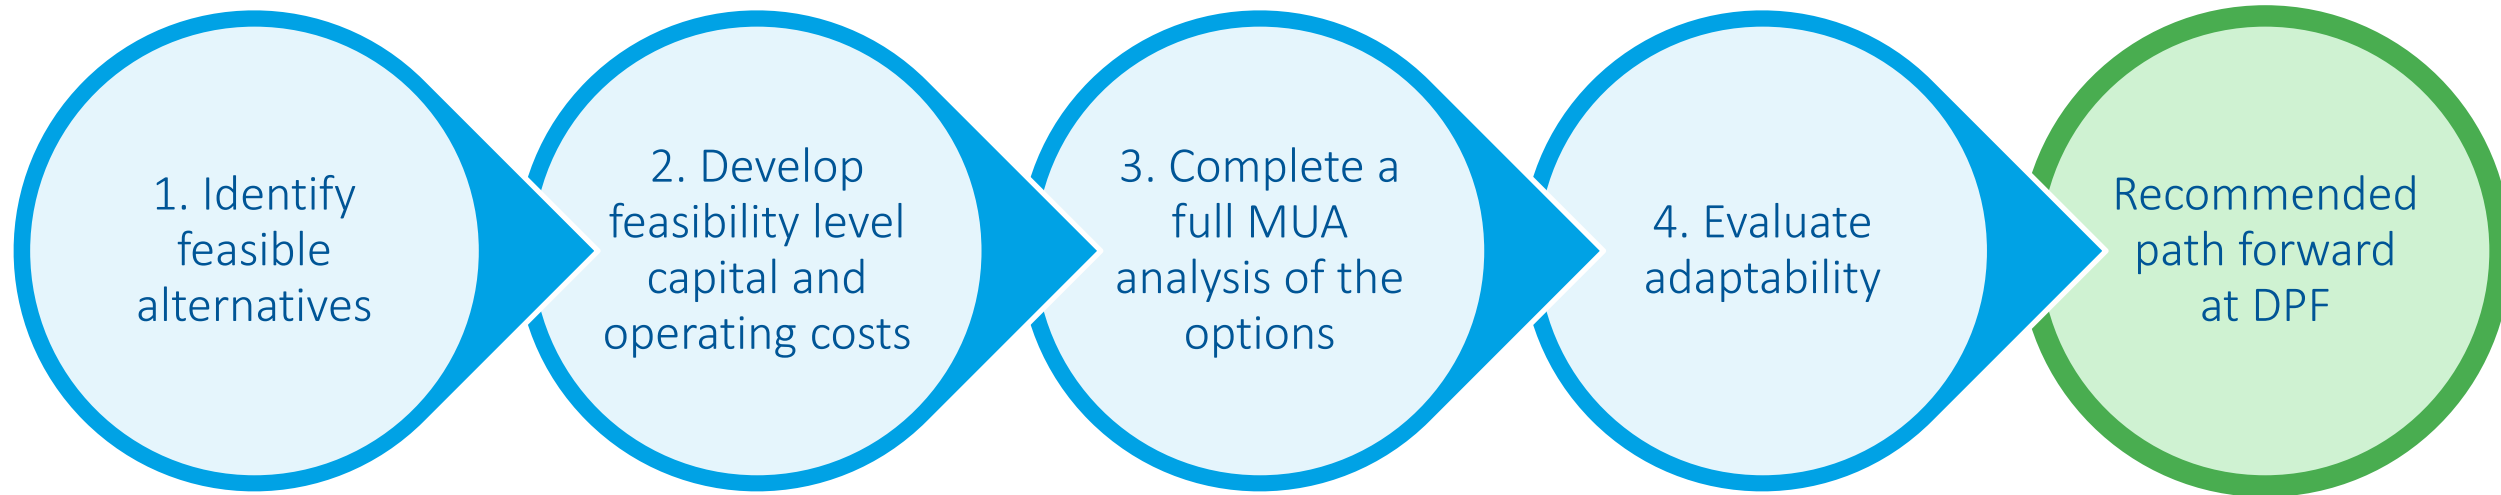 1. Identify
feasible
alternatives
2. Develop
feasibility level
capital and
operating costs
3. Complete a
full MUA
analysis of the
options
4. Evaluate
adaptability
Recommended
path forward
at DPF